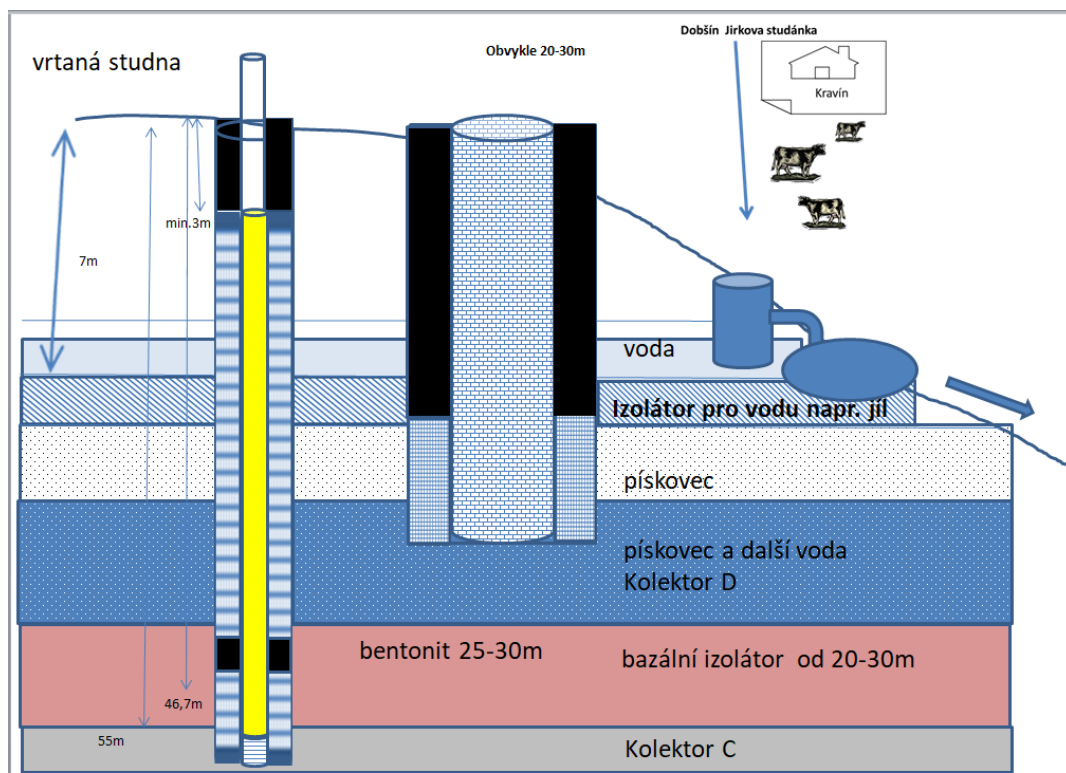 Dobšín Jirkova studánka
Obvykle 20-30m
vrtaná studna
Kravín
min.3m
7m
voda
Izolátor pro vodu např. jíl
pískovec
pískovec a další voda
Kolektor D
bentonit 25-30m
bazální izolátor od 20-30m
46,7m
55m
Kolektor C